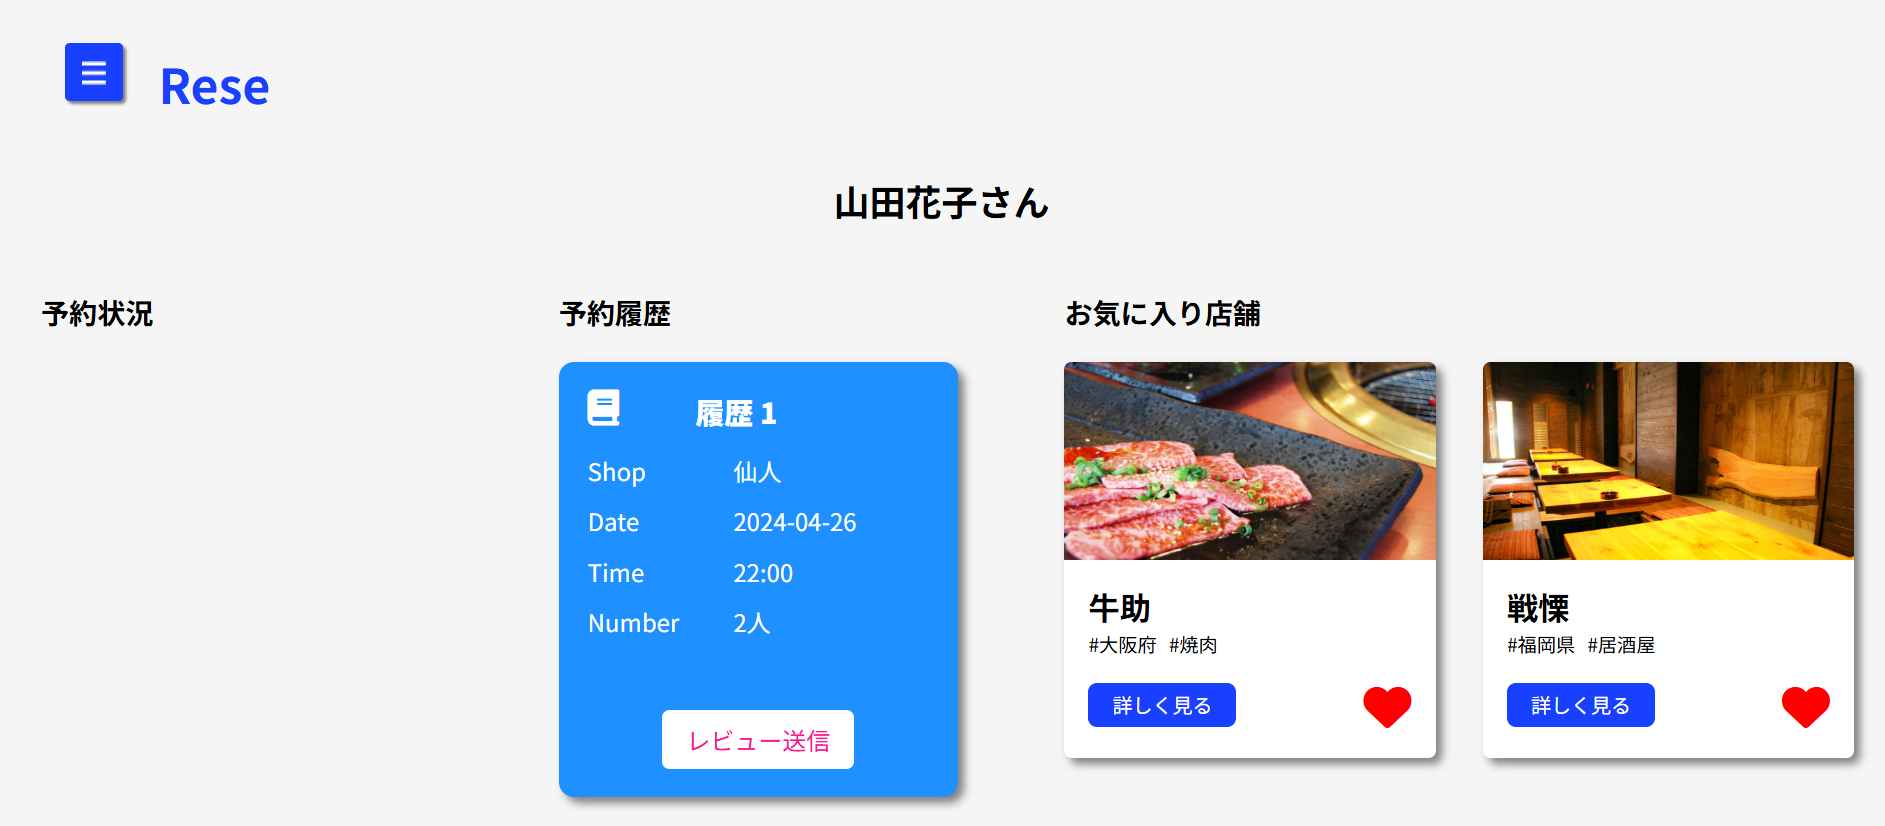 Rese
山田花子さん
予約状況
予約履歴
履歴 1
Shop 仙人
Date 2024-04-26
Time 22:00
Number 2人
レビュー送信
お気に入り店舗
牛助
#大阪府 #焼肉
詳しく見る
戦慄
#福岡県 #居酒屋
詳しく見る